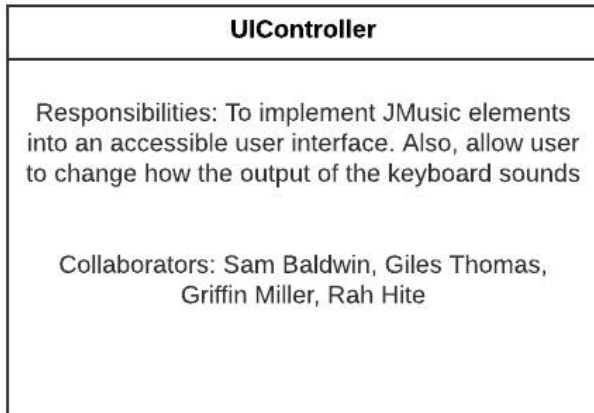 UIController
Responsibilities: To implement JMusic elements
into an accessible user interface. Also, allow user
to change how the output of the keyboard sounds
Collaborators: Sam Baldwin, Giles Thomas,
Griffin Miller, Rah Hite